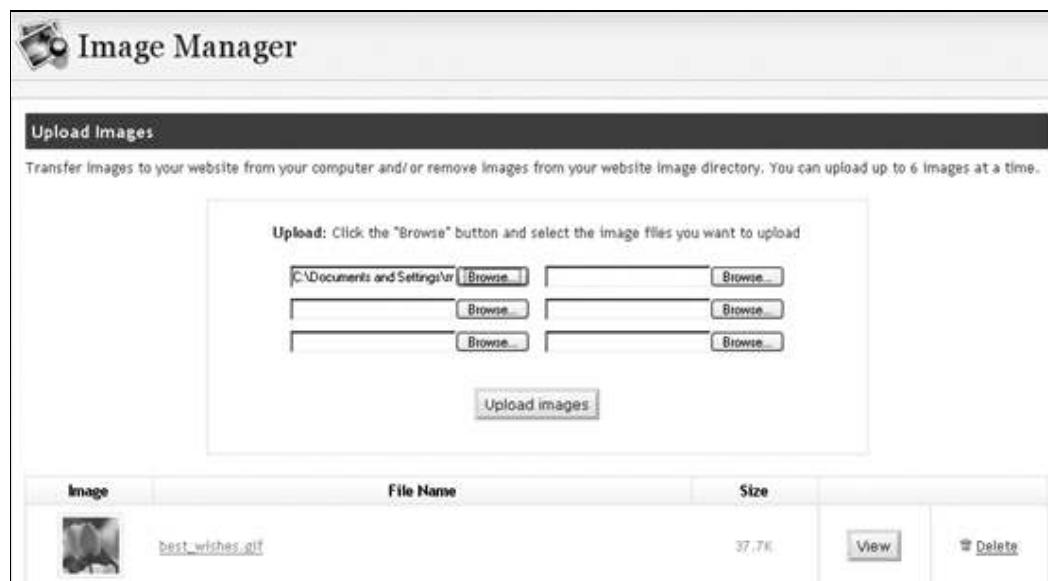 Image Manager
Upload Images
Transfer images to your website from your computer and/or remove images from your website image directory. You can upload up to 6 images at a time.
Upload: Click the "Browse" button and select the image files you want to upload
C:\Documents and Settings\ Browse... Browse...
Browse... Browse...
Browse... Browse...
Upload images
Image File Name Size
best_wishes.gif 37.7K View Delete